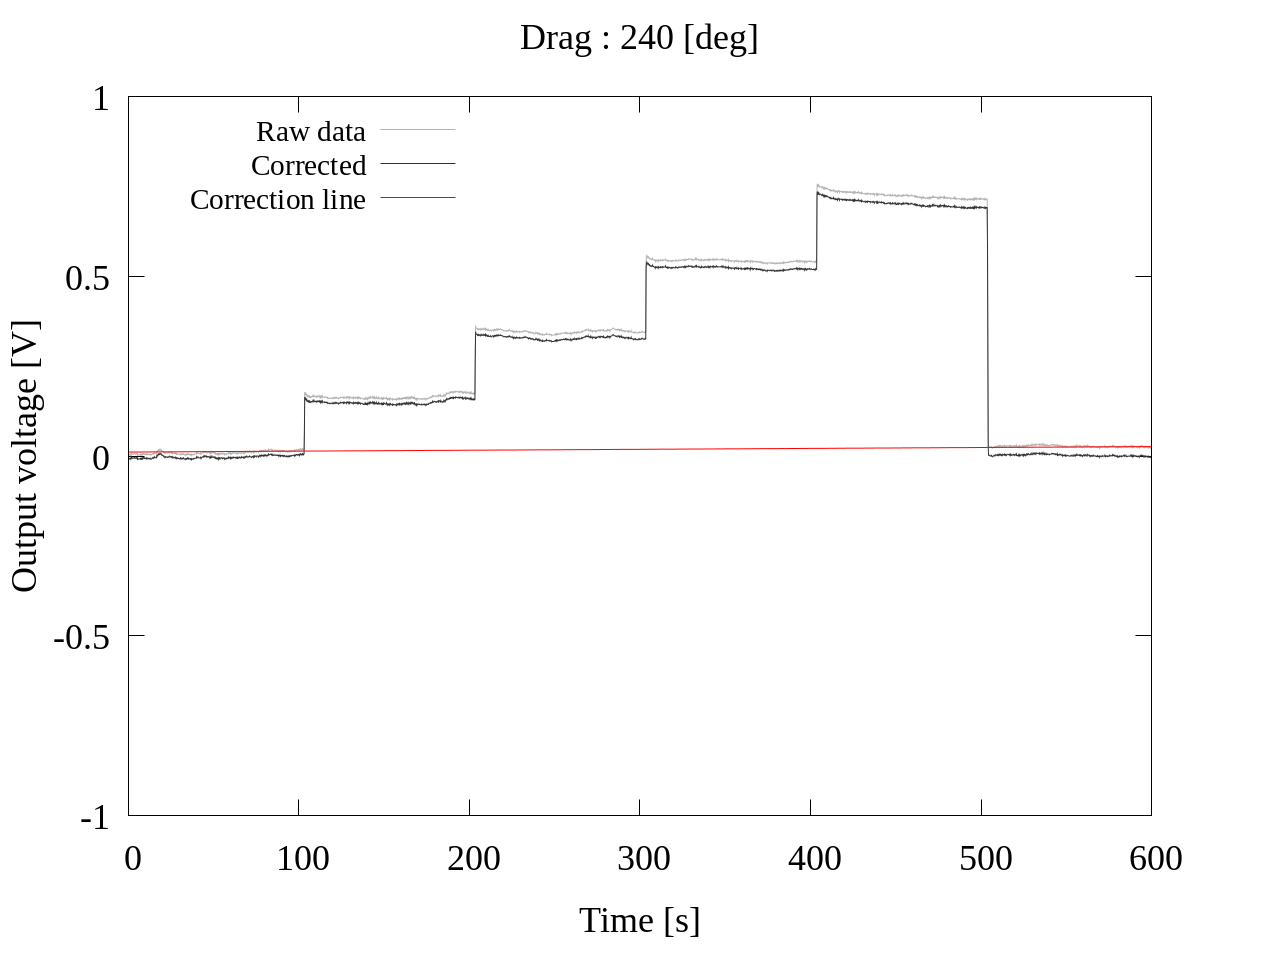 Drag : 240 [deg]
1
0.5
0
-0.5
-1
Output voltage [V]
Raw data
Corrected
Correction line
0 100 200 300 400 500 600
Time [s]